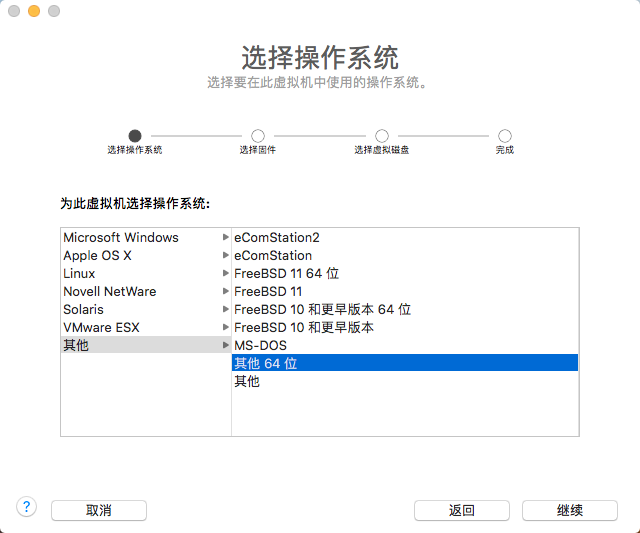 选择操作系统
选择要在此虚拟机中使用的操作系统。
选择操作系统 选择固件 选择虚拟磁盘 完成
为此虚拟机选择操作系统:
Microsoft Windows
Apple OS X
Linux
Novell NetWare
Solaris
VMware ESX
其他
eComStation2
eComStation
FreeBSD 11 64 位
FreeBSD 11
FreeBSD 10 和更早版本 64 位
FreeBSD 10 和更早版本
MS-DOS
其他 64 位
其他
? 取消 返回 继续